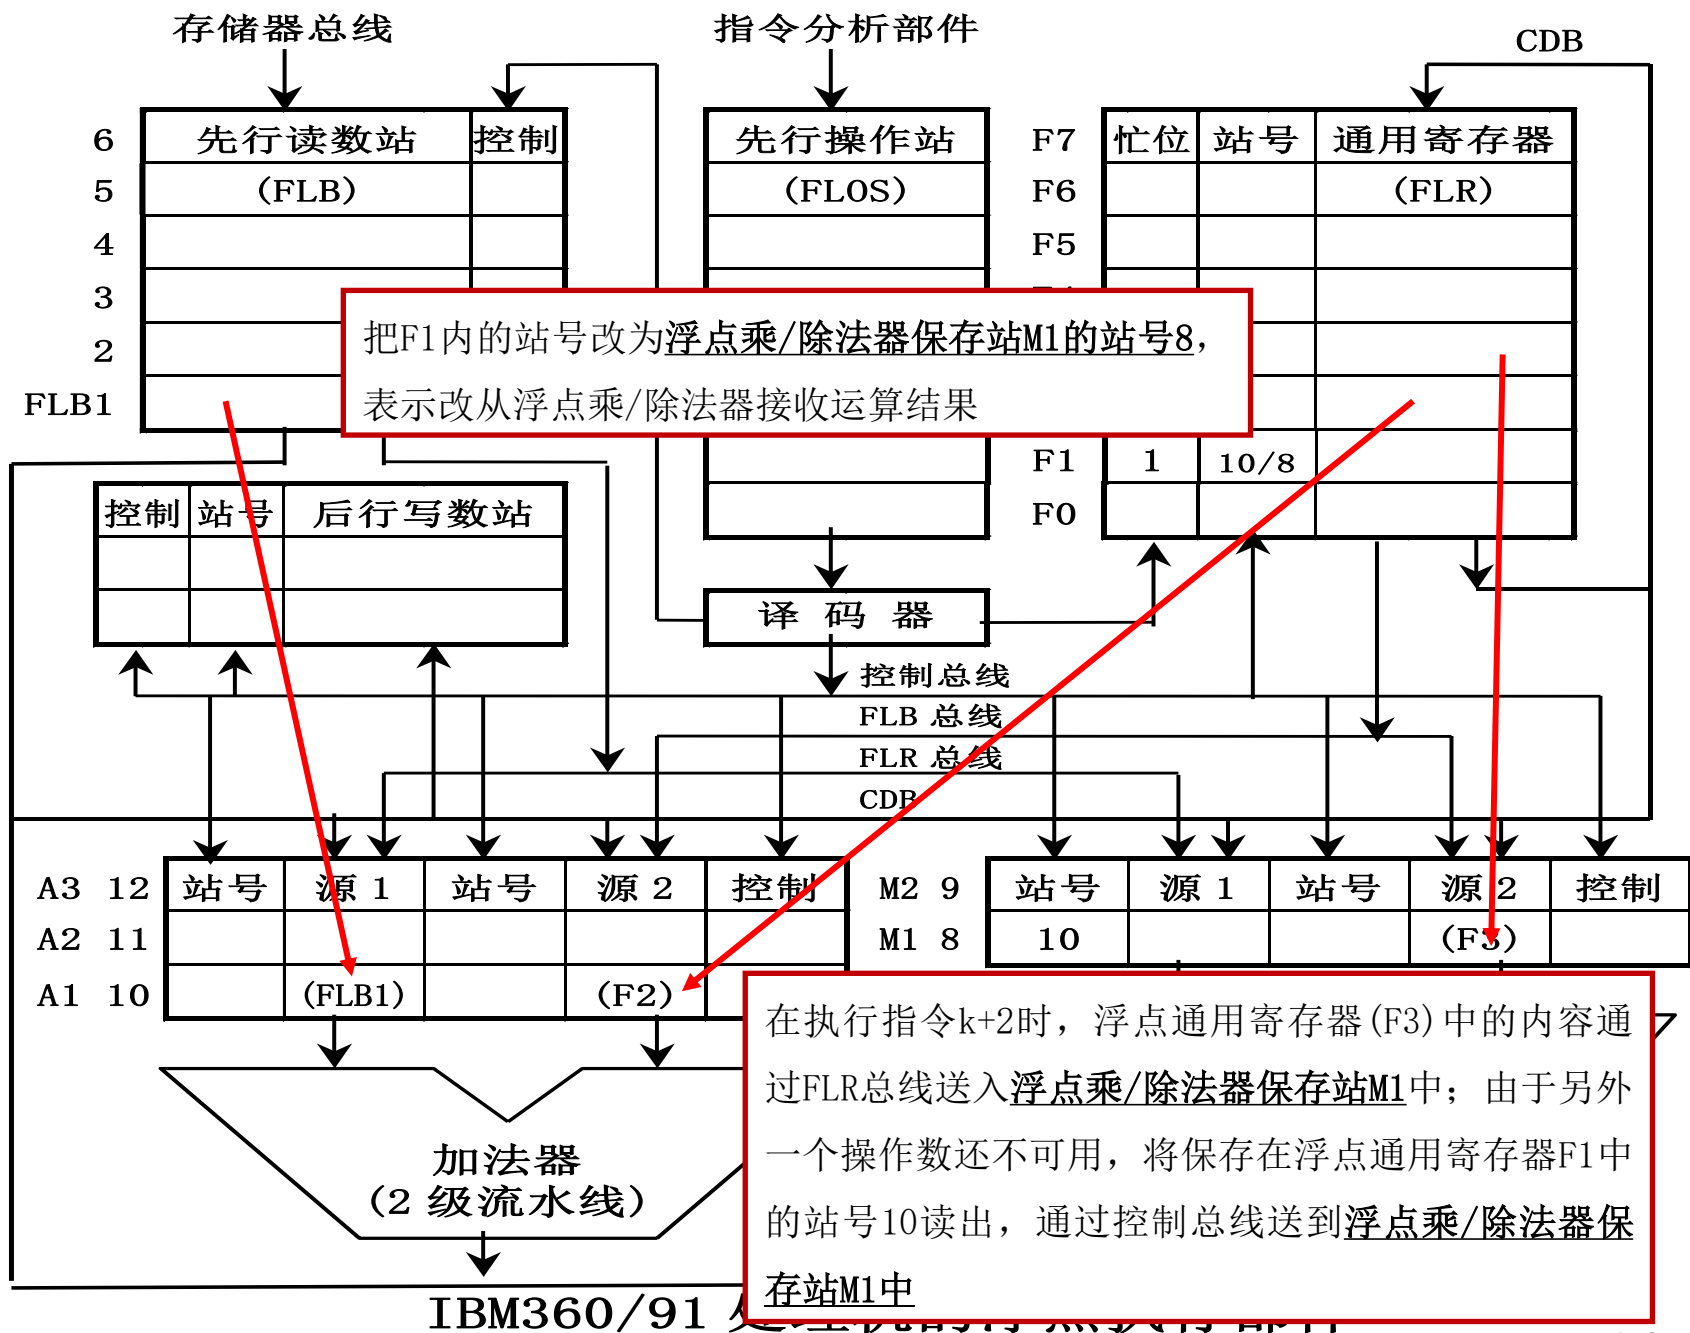 存储器总线
指令分析部件
CDB
6 先行读数站 控制
先行操作站
F7 忙位 站号 通用寄存器
5 (FLB)
(FLOS)
F6 (FLR)
4
F5
3
2
FLB1
把F1内的站号改为浮点乘/除法器保存站M1的站号8，
表示改从浮点乘/除法器接收运算结果
F1 1 10/8
F0
控制 站号 后行写数站
译码器
控制总线
FLB 总线
FLR 总线
CDB
A3 12 站号 源1 站号 源2 控制
M2 9 站号 源1 站号 源2 控制
A2 11
M1 8 10 (F3)
A1 10 (FLB1) (F2)
加法器
(2 级流水线)
在执行指令k+2时，浮点通用寄存器(F3)中的内容通
过FLR总线送入浮点乘/除法器保存站M1中；由于另外
一个操作数还不可用，将保存在浮点通用寄存器F1中
的站号10读出，通过控制总线送到浮点乘/除法器保
存站M1中
IBM360/91 处理机的浮点执行部件